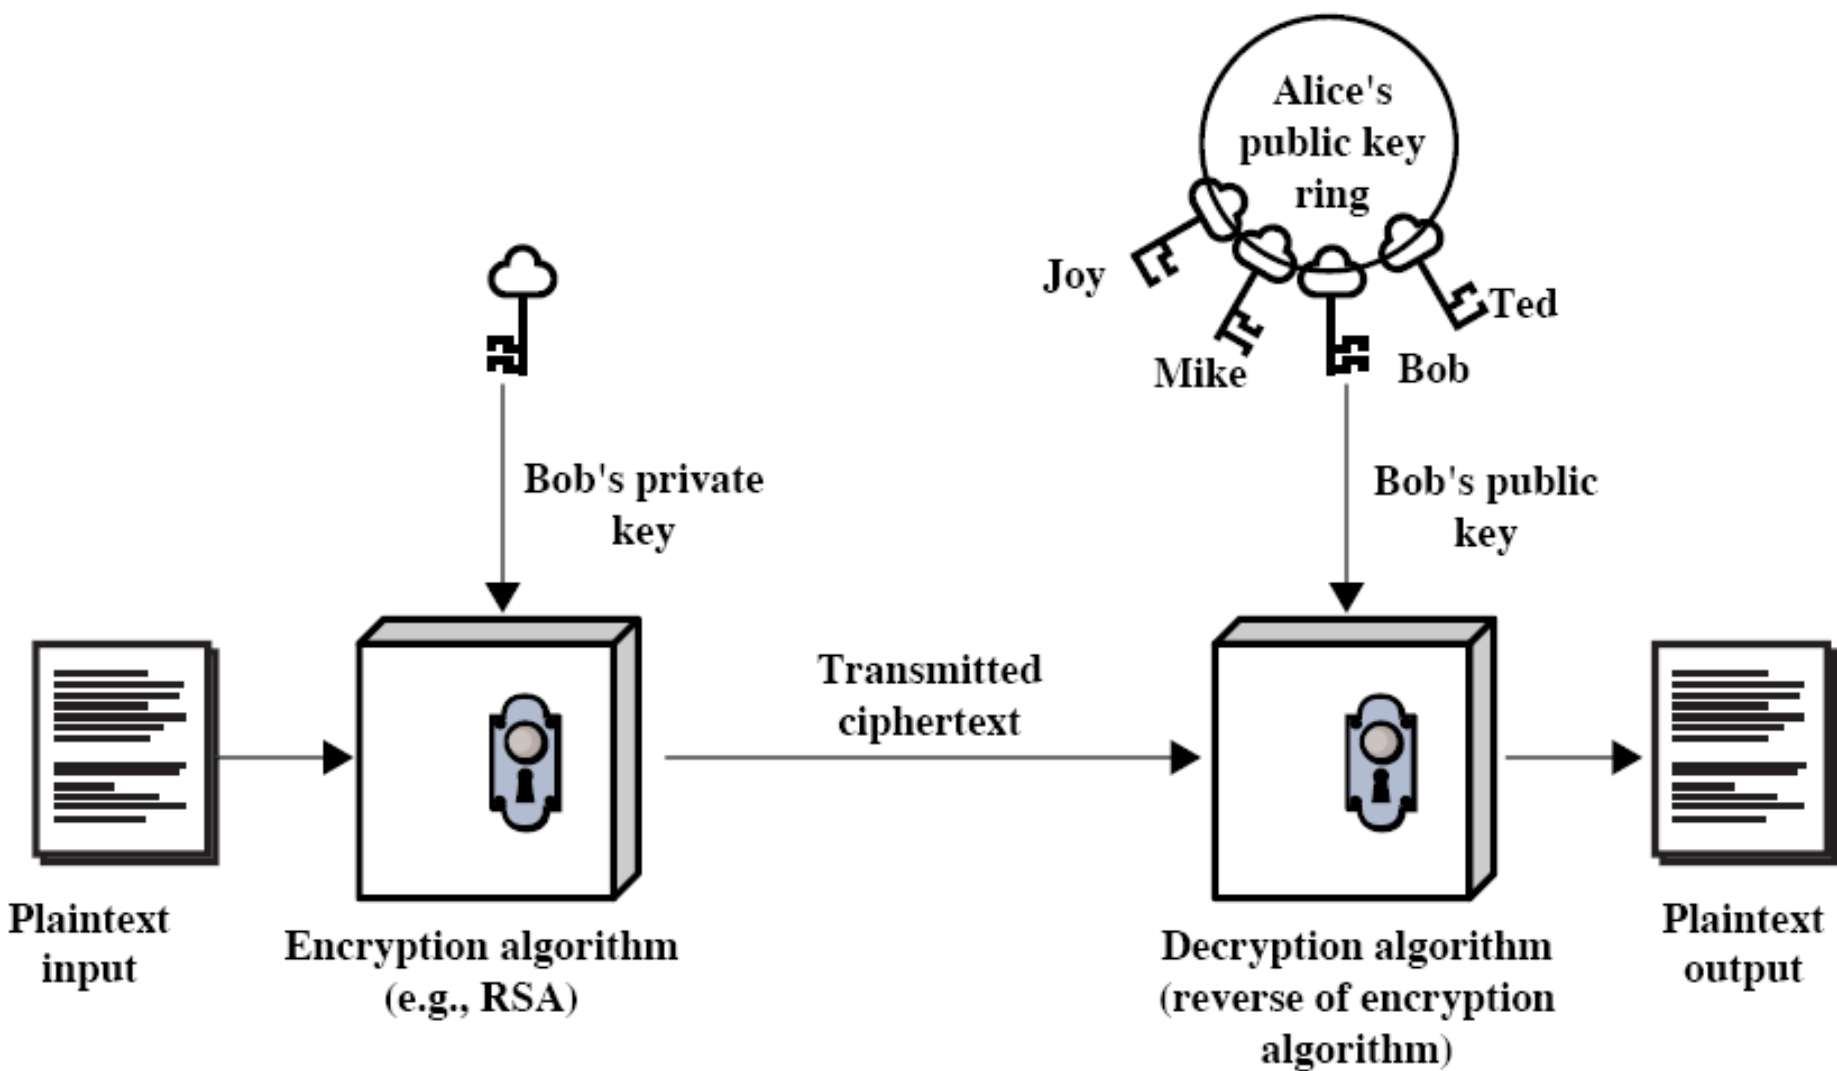 Alice's
public key
ring
Joy
Mike
Bob
Ted
Bob's private
key
Bob's public
key
Transmitted
ciphertext
Plaintext
input
Encryption algorithm
(e.g., RSA)
Decryption algorithm
(reverse of encryption
algorithm)
Plaintext
output